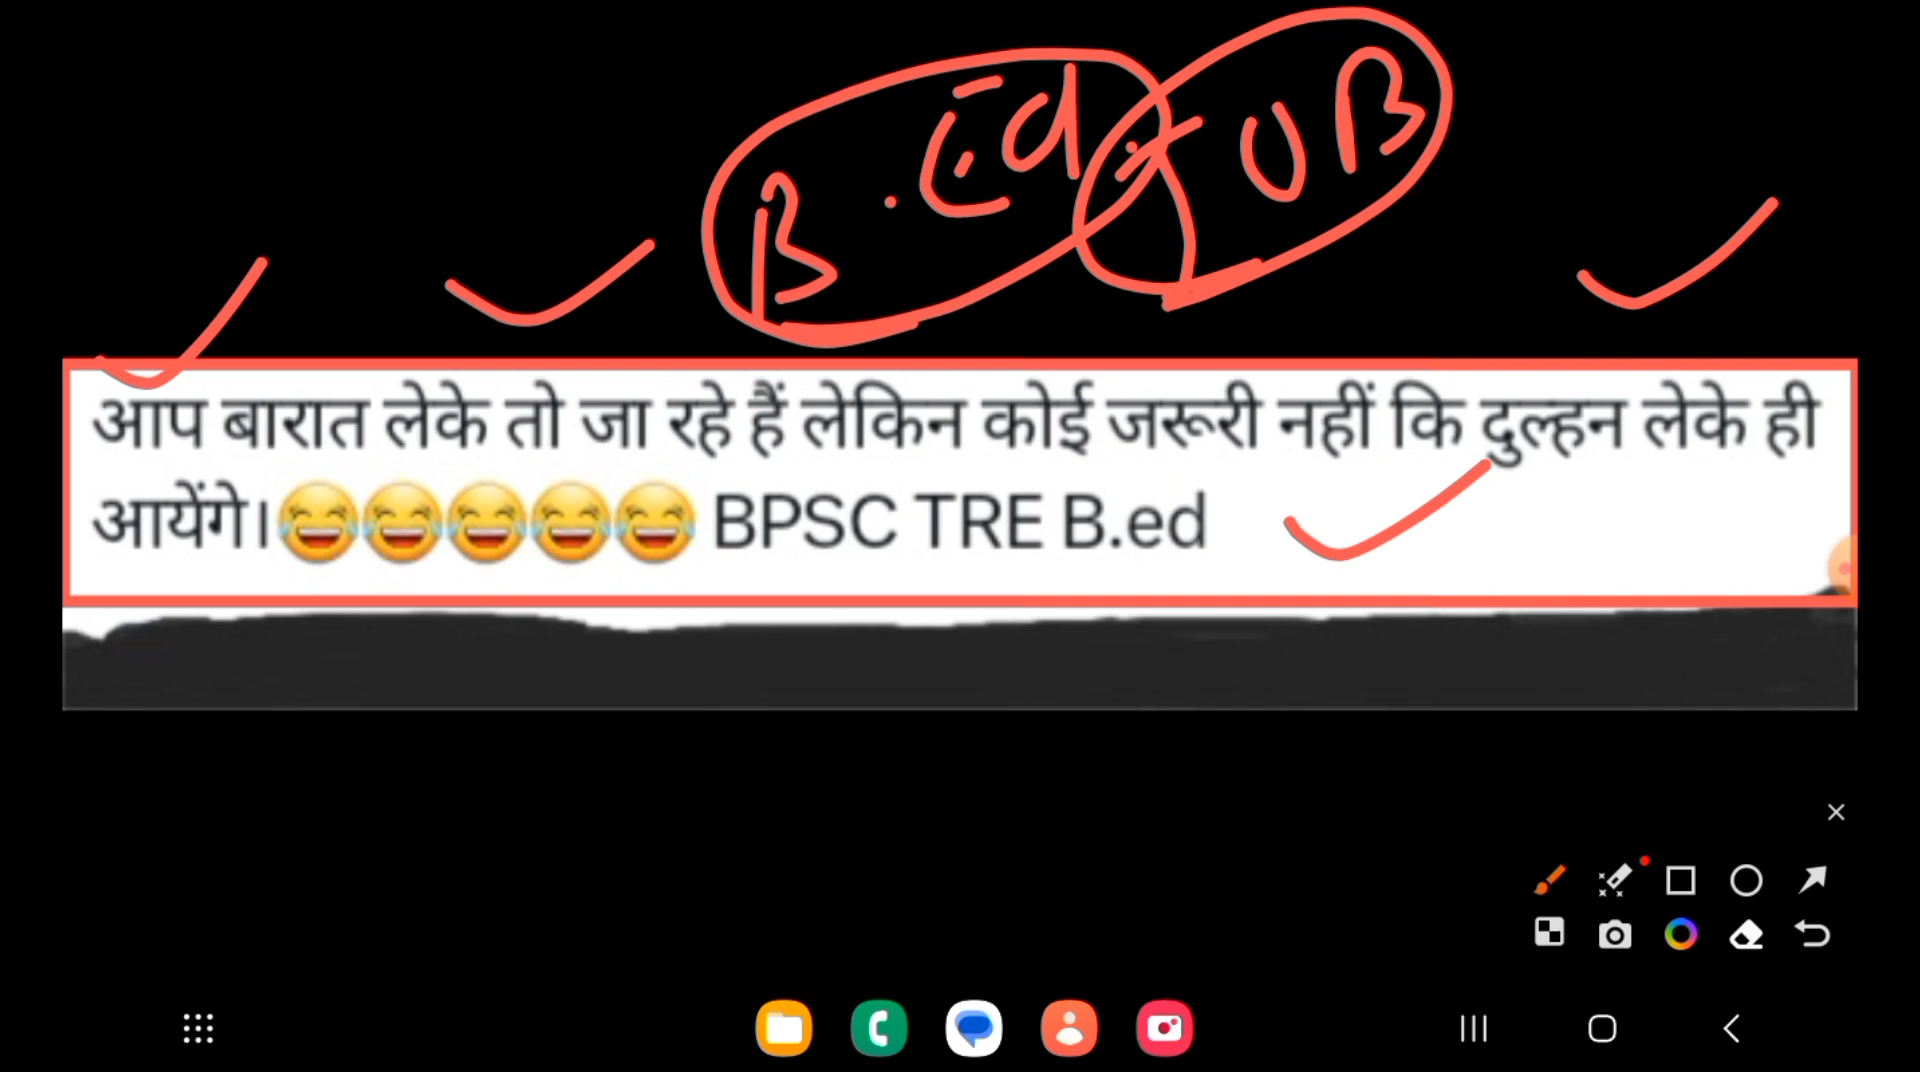 B.Ed UB
आप बारात लेके तो जा रहे हैं लेकिन कोई जरूरी नहीं कि दुल्हन लेके ही
आयेंगे।😂😂😂😂😂 BPSC TRE B.ed